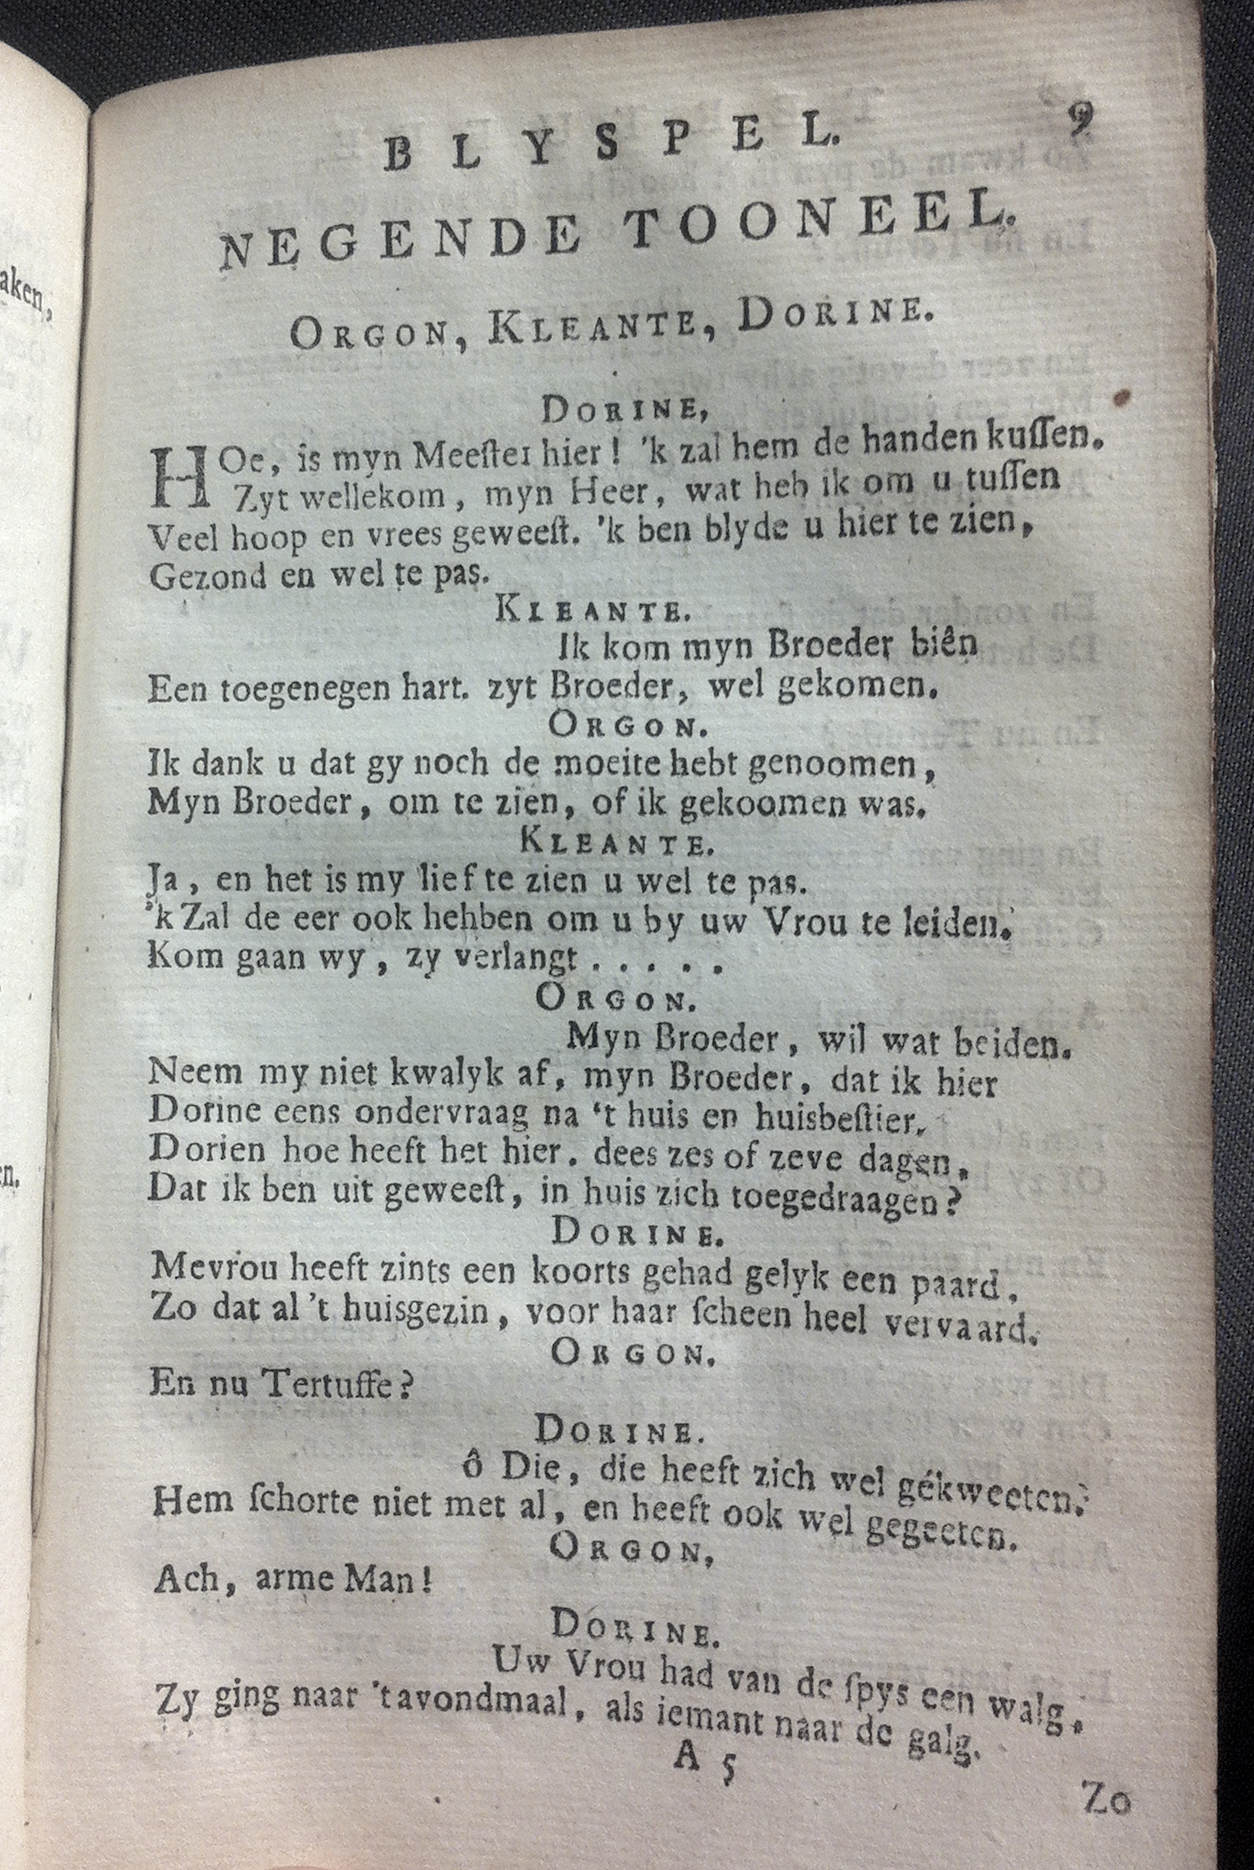 aken,
en.
BLYSPEL. 9
NEGENDE TOONEEL.
ORGON, KLEANTE, DORINE.
DORINE,
HOe, is myn Meeſter hier! 'k zal hem de handen kuſſen.
Zyt wellekom, myn Heer, wat heb ik om u tuſſen
Veel hoop en vrees geweeſt. 'k ben blyde u hier te zien,
Gezond en wel te pas.
KLEANTE.
Ik kom myn Broeder biên
Een toegenegen hart. zyt Broeder, wel gekomen.
ORGON.
Ik dank u dat gy noch de moeite hebt genoomen,
Myn Broeder, om te zien, of ik gekoomen was.
KLEANTE.
Ja, en het is my lief te zien u wel te pas.
'k Zal de eer ook hebben om u by uw Vrou te leiden.
Kom gaan wy, zy verlangt . . . . .
ORGON.
Myn Broeder, wil wat beiden.
Neem my niet kwalyk af, myn Broeder, dat ik hier
Dorine eens ondervraag na 't huis en huisbeſtier.
Dorien hoe heeft het hier. dees zes of zeve dagen,
Dat ik ben uit geweeſt, in huis zich toegedraagen?
DORINE.
Mevrou heeft zints een koorts gehad gelyk een paard,
Zo dat al 't huisgezin, voor haar ſcheen heel vervaard.
ORGON.
En nu Tertuffe?
DORINE.
ô Die, die heeft zich wel gékweeten.
Hem ſchorte niet met al, en heeft ook wel gegeeten.
ORGON,
Ach, arme Man!
DORINE.
Uw Vrou had van de ſpys een walg,
Zy ging naar 't avondmaal, als iemant naar de galg.
A 5
Zo